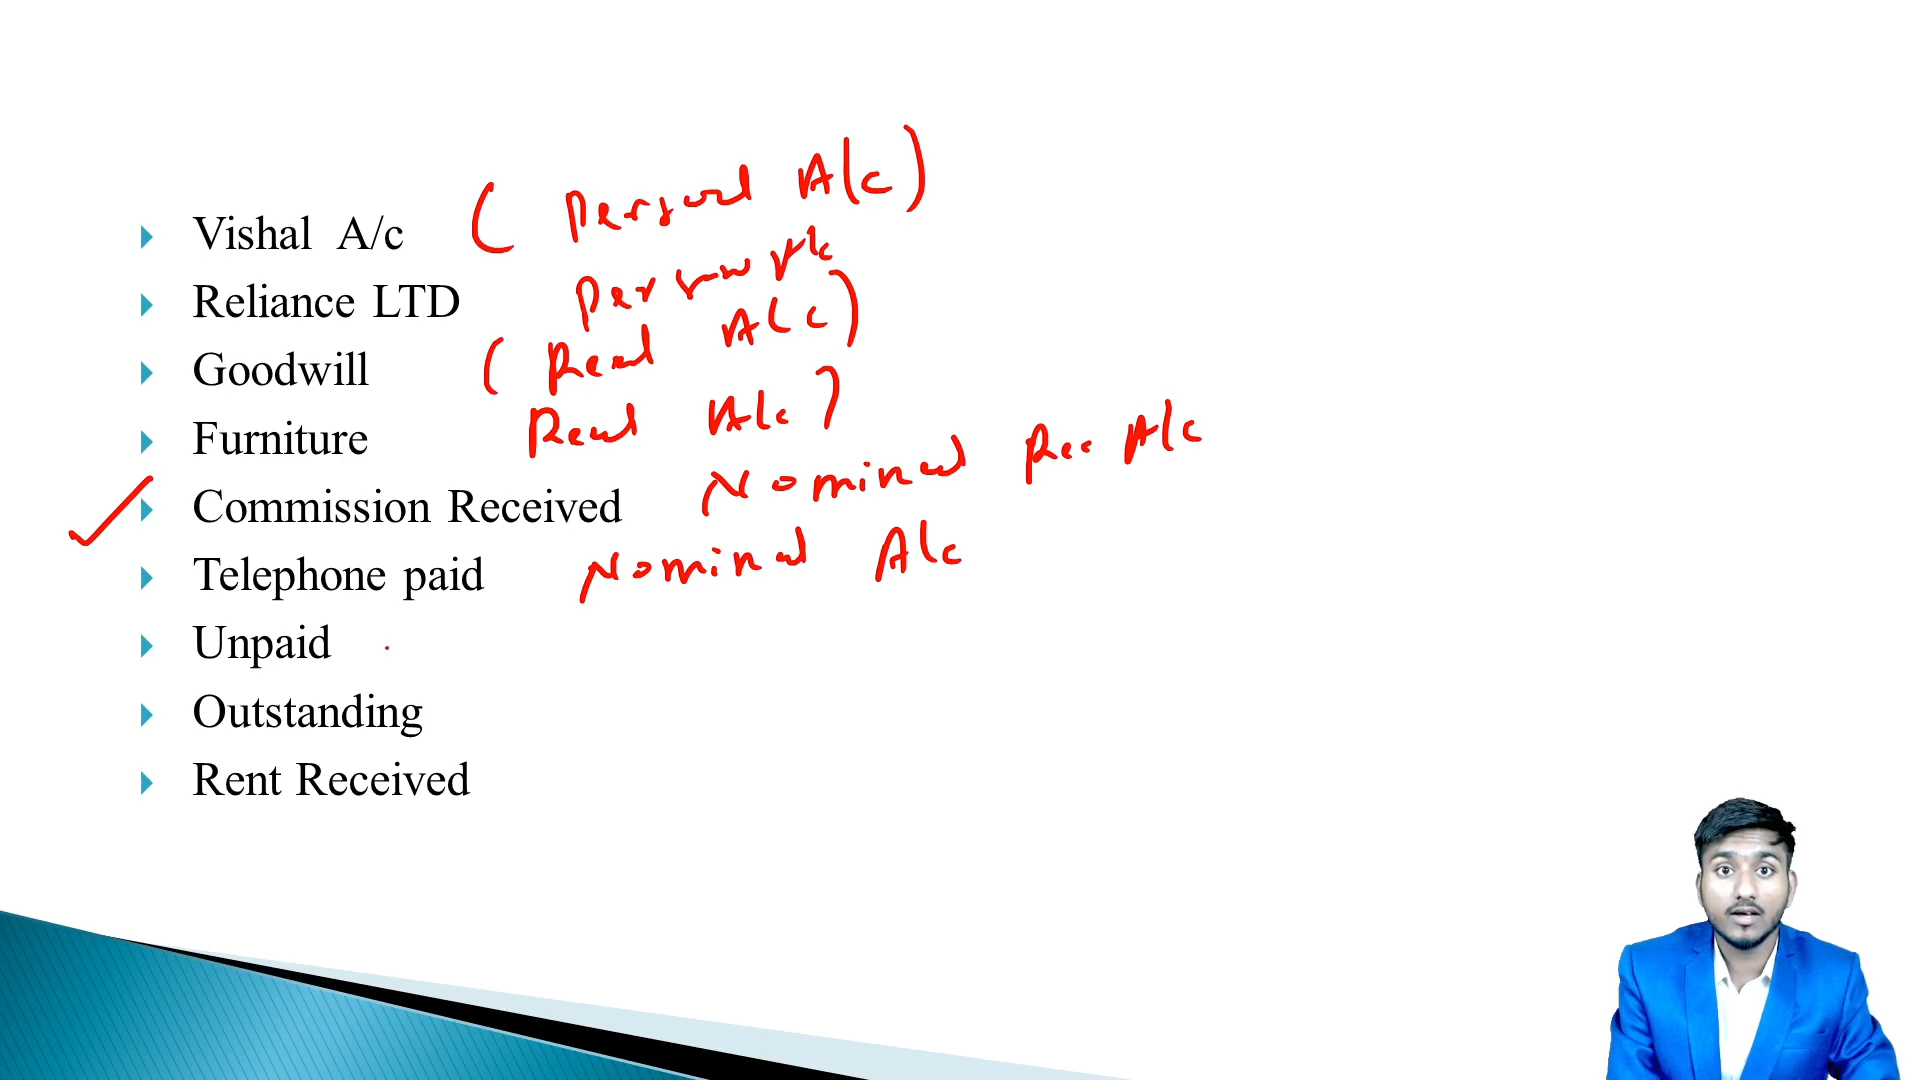 Vishal A/c ( Personal A/c)
Reliance LTD A/c
Goodwill ( Real A/c)
Furniture Real A/c)
Commission Received Nominal Rec A/c
Telephone paid Nominal A/c
Unpaid
Outstanding
Rent Received